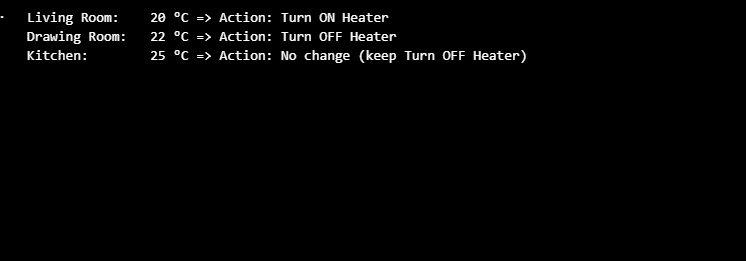 Living Room:    20 °C => Action: Turn ON Heater
Drawing Room:   22 °C => Action: Turn OFF Heater
Kitchen:        25 °C => Action: No change (keep Turn OFF Heater)